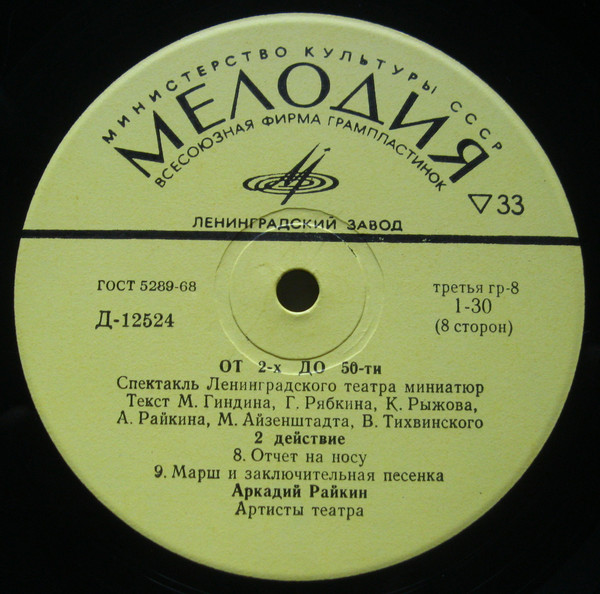 МИНИСТЕРСТВО КУЛЬТУРЫ СССР
МЕЛОДИЯ
ВСЕСОЮЗНАЯ ФИРМА ГРАМПЛАСТИНОК
▽ 33
ЛЕНИНГРАДСКИЙ ЗАВОД
ГОСТ 5289-68
третья гр-8
Д-12524
1-30
(8 сторон)
ОТ 2-х ДО 50-ти
Спектакль Ленинградского театра миниатюр
Текст М. Гиндина, Г. Рябкина, К. Рыжова,
А. Райкина, М. Айзенштадта, В. Тихвинского
2 действие
8. Отчет на носу
9. Марш и заключительная песенка
Аркадий Райкин
Артисты театра